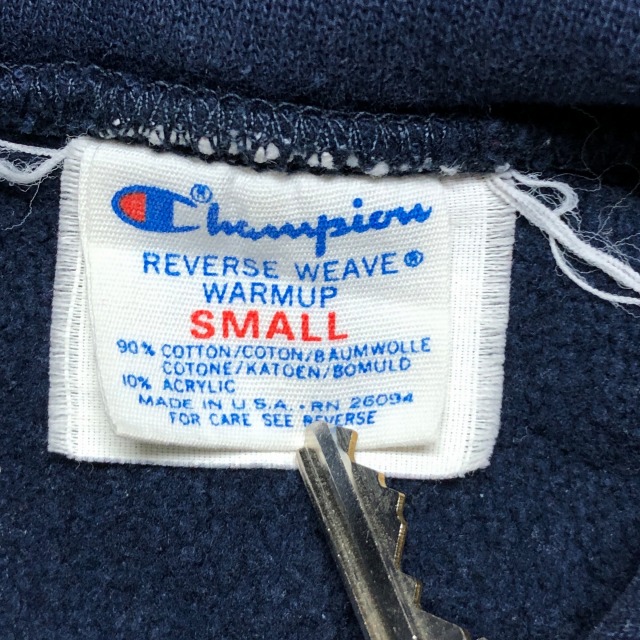 Champion®
REVERSE WEAVE®
WARMUP
SMALL
90% COTTON/COTON/BAUMWOLLE
COTONE/KATOEN/BOMULD
10% ACRYLIC
MADE IN U.S.A. • RN 26094
FOR CARE SEE REVERSE